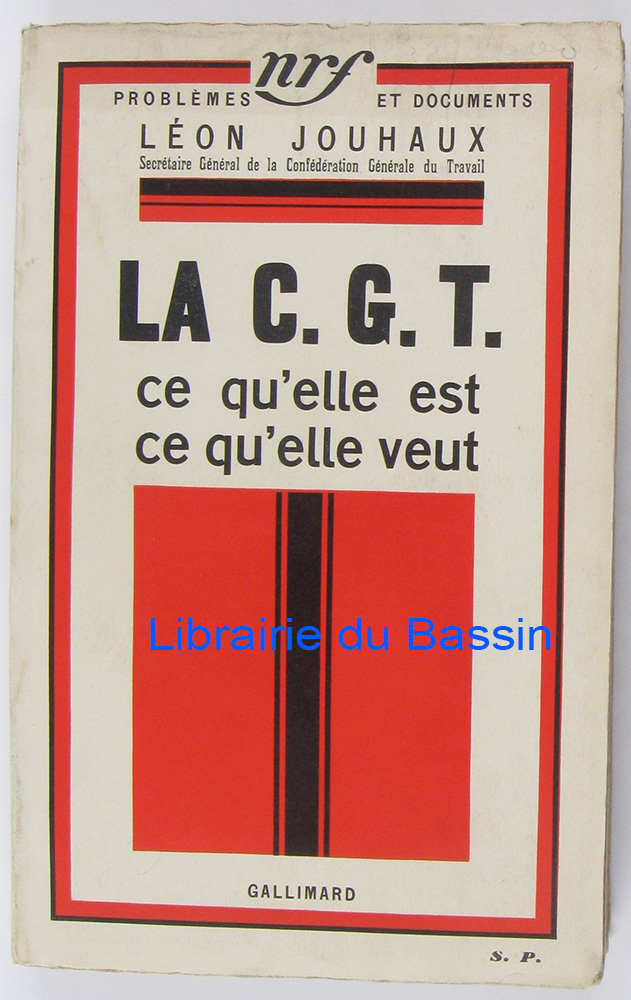 nrf
PROBLÈMES ET DOCUMENTS
LÉON JOUHAUX
Secrétaire Général de la Confédération Générale du Travail
LA C. G. T.
ce qu'elle est
ce qu'elle veut
Librairie du Bassin
GALLIMARD
S. P.